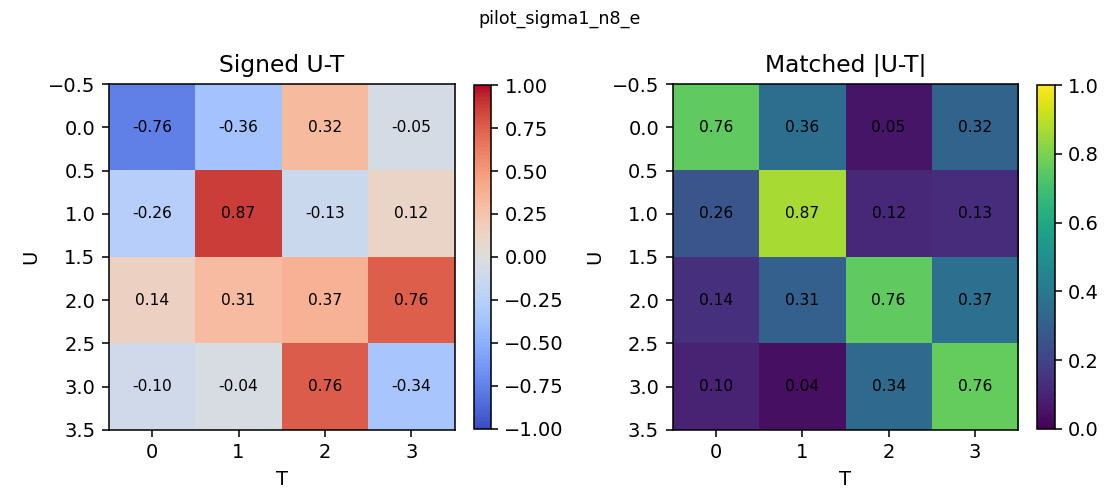 pilot_sigma1_n8_e
Signed U-T
−0.5
0.0
0.5
1.0
1.5
2.0
2.5
3.0
3.5
U
-0.76 -0.36 0.32 -0.05
-0.26 0.87 -0.13 0.12
0.14 0.31 0.37 0.76
-0.10 -0.04 0.76 -0.34
0 1 2 3
T
1.00
0.75
0.50
0.25
0.00
−0.25
−0.50
−0.75
−1.00
Matched |U-T|
−0.5
0.0
0.5
1.0
1.5
2.0
2.5
3.0
3.5
U
0.76 0.36 0.05 0.32
0.26 0.87 0.12 0.13
0.14 0.31 0.76 0.37
0.10 0.04 0.34 0.76
0 1 2 3
T
1.0
0.8
0.6
0.4
0.2
0.0